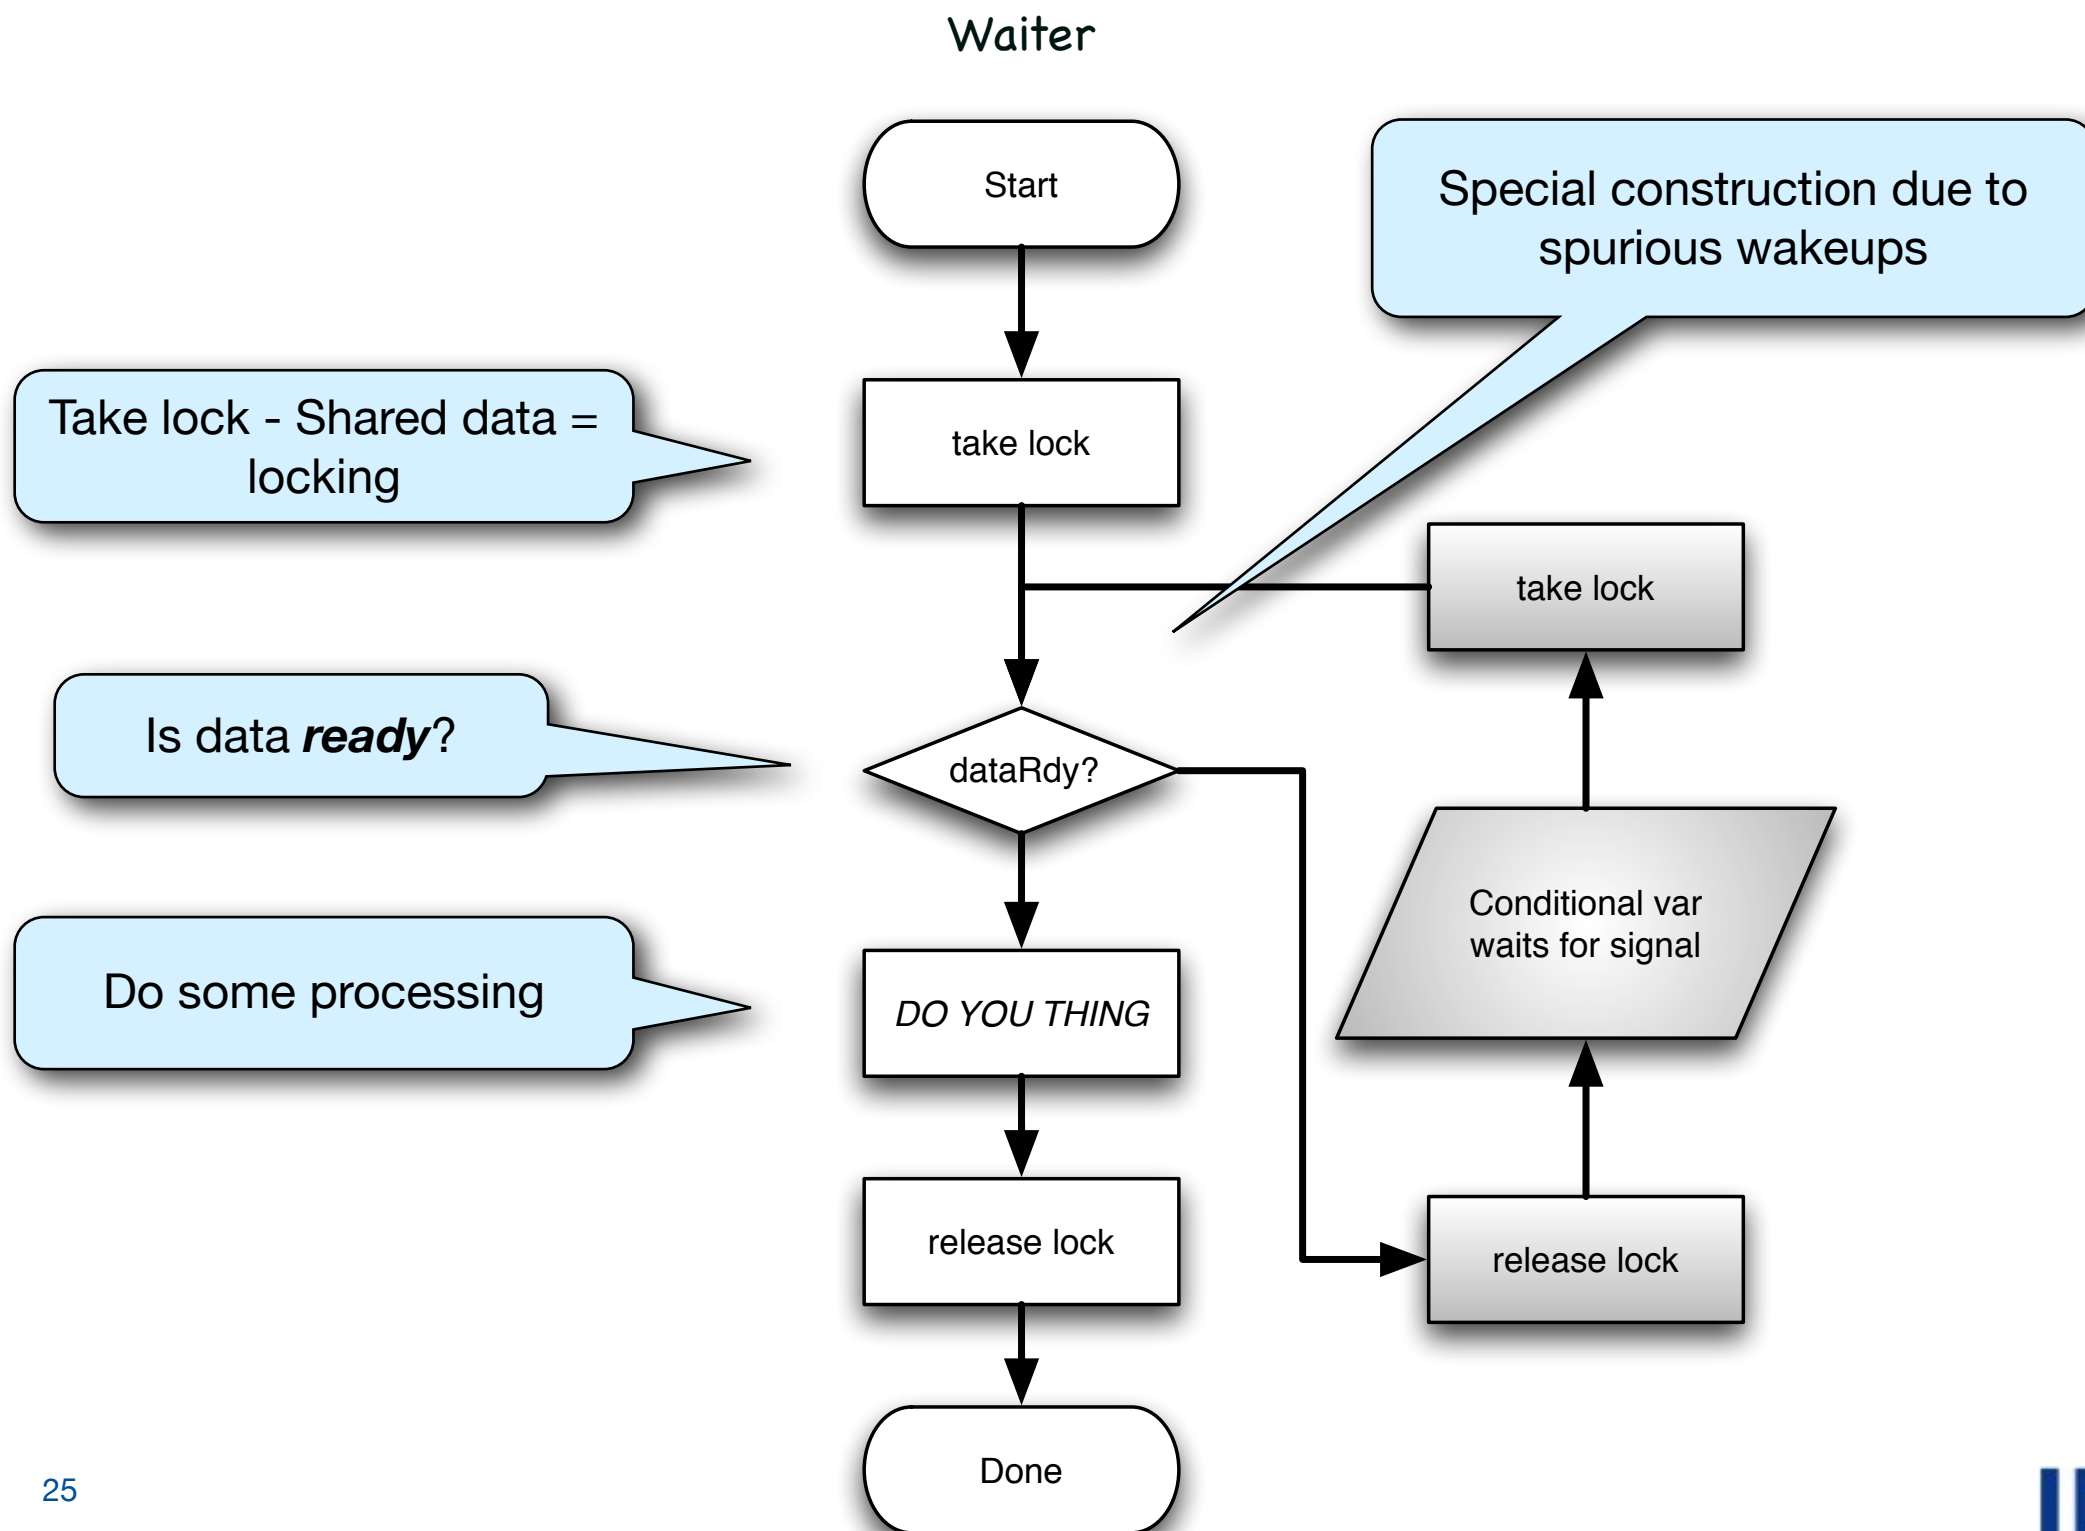 Waiter
Start
Special construction due to
spurious wakeups
Take lock - Shared data =
locking
take lock
take lock
Is data ready?
dataRdy?
Conditional var
waits for signal
Do some processing
DO YOU THING
release lock
release lock
Done
25